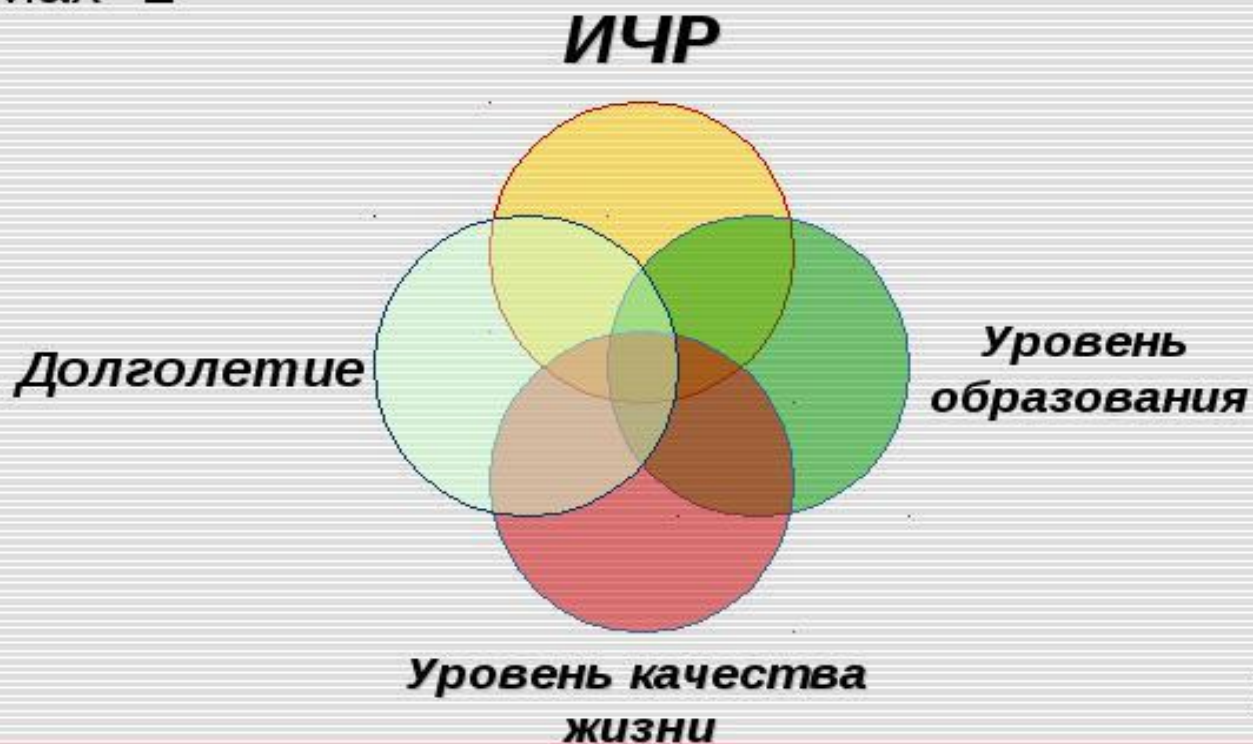 ИЧР
Долголетие
Уровень
образования
Уровень качества
жизни